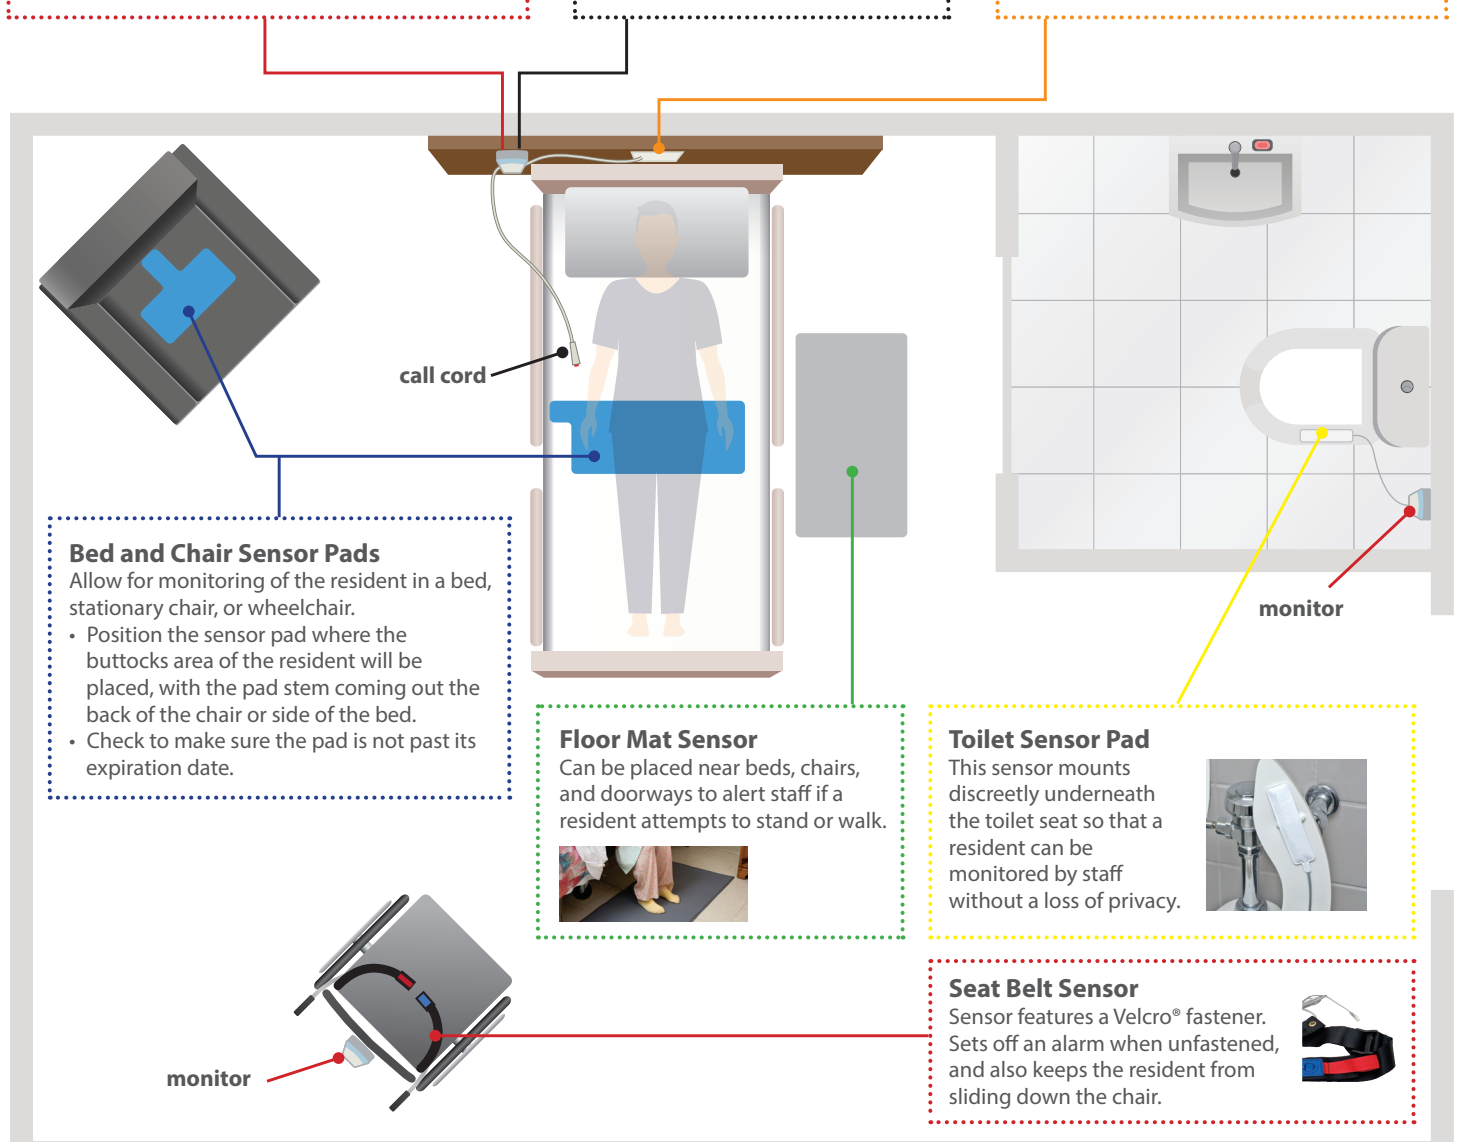 call cord
Bed and Chair Sensor Pads
Allow for monitoring of the resident in a bed,
stationary chair, or wheelchair.
• Position the sensor pad where the
buttocks area of the resident will be
placed, with the pad stem coming out the
back of the chair or side of the bed.
• Check to make sure the pad is not past its
expiration date.
monitor
Floor Mat Sensor
Can be placed near beds, chairs,
and doorways to alert staff if a
resident attempts to stand or walk.
Toilet Sensor Pad
This sensor mounts
discreetly underneath
the toilet seat so that a
resident can be
monitored by staff
without a loss of privacy.
Seat Belt Sensor
Sensor features a Velcro® fastener.
Sets off an alarm when unfastened,
and also keeps the resident from
sliding down the chair.
monitor